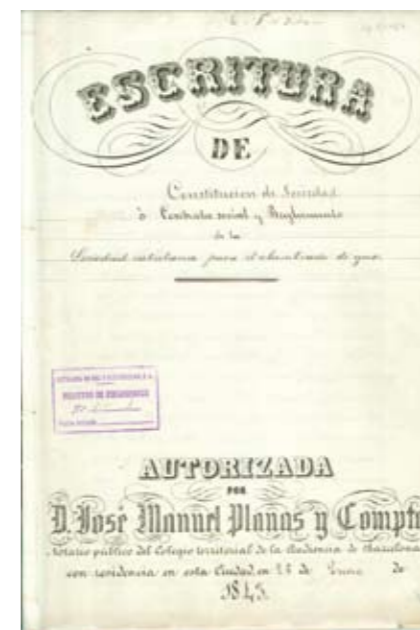 ESCRITURA
DE
Constitucion de Sociedad
ó Contrata social y Reglamento
de la
Sociedad catalana para el alumbrado de gas.
AUTORIZADA
POR
D. José Manuel Planas y Compte
Notario público del Colegio territorial de la Audiencia de Barcelona
con residencia en esta Ciudad, en 28 de Enero de
1843.